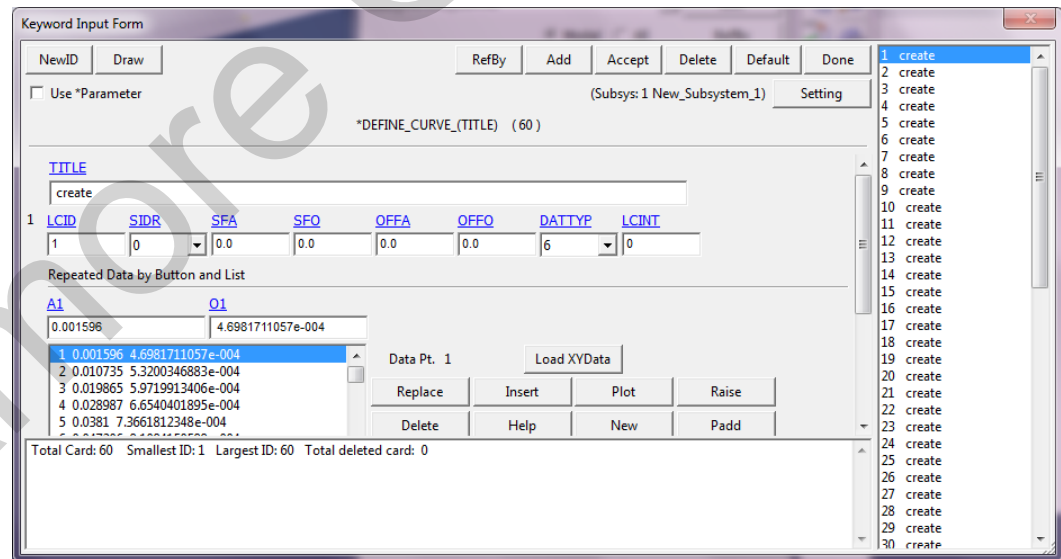 Keyword Input Form
NewID Draw RefBy Add Accept Delete Default Done
Use *Parameter (Subsys: 1 New_Subsystem_1) Setting
*DEFINE_CURVE_(TITLE) (60)
TITLE
create
1 LCID SIDR SFA SFO OFFA OFFO DATTYP LCINT
1 0 0.0 0.0 0.0 0.0 6 0
Repeated Data by Button and List
A1 O1
0.001596 4.6981711057e-004
1 0.001596 4.6981711057e-004
2 0.010735 5.3200346883e-004
3 0.019865 5.9719913406e-004
4 0.028987 6.6540401895e-004
5 0.0381 7.3661812348e-004
Data Pt. 1 Load XYData
Replace Insert Plot Raise
Delete Help New Padd
Total Card: 60 Smallest ID: 1 Largest ID: 60 Total deleted card: 0
1 create
2 create
3 create
4 create
5 create
6 create
7 create
8 create
9 create
10 create
11 create
12 create
13 create
14 create
15 create
16 create
17 create
18 create
19 create
20 create
21 create
22 create
23 create
24 create
25 create
26 create
27 create
28 create
29 create
30 create